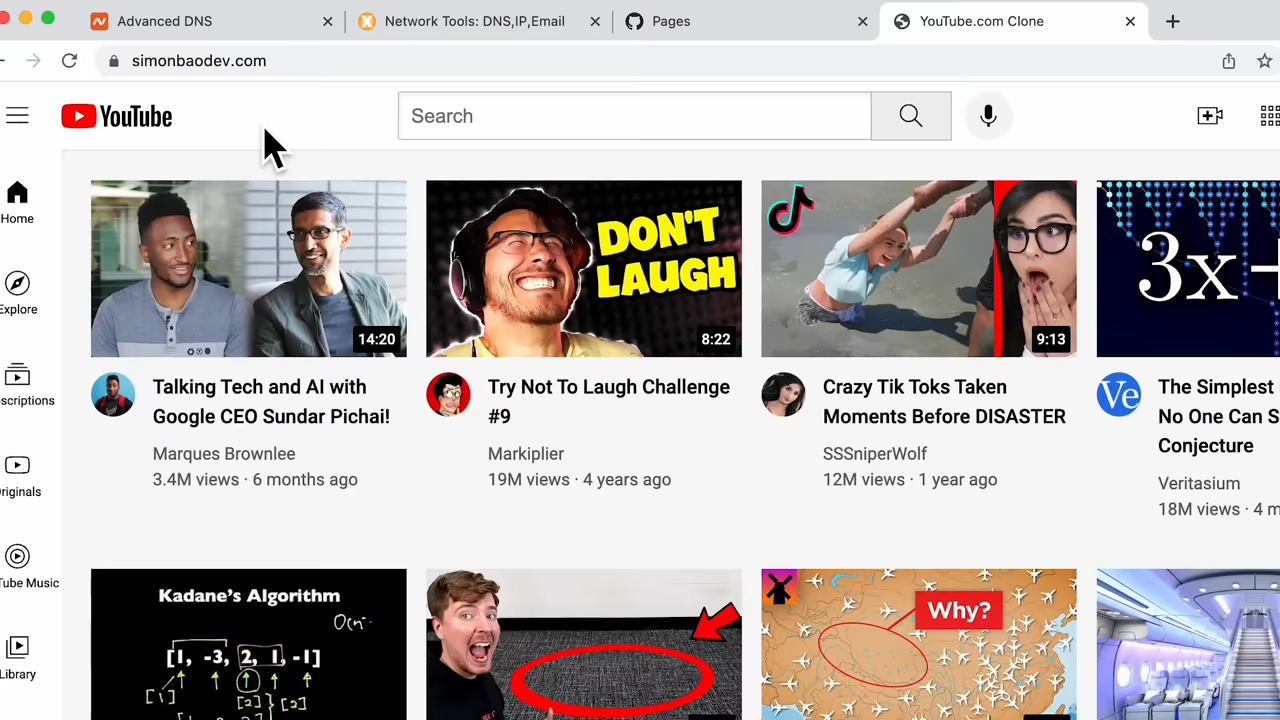 Advanced DNS
Network Tools: DNS,IP,Email
Pages
YouTube.com Clone
simonbaodev.com
YouTube
Search
Home
Explore
scriptions
riginals
Tube Music
Library
14:20
Talking Tech and AI with
Google CEO Sundar Pichai!
Marques Brownlee
3.4M views · 6 months ago
DON'T
LAUGH
8:22
Try Not To Laugh Challenge
#9
Markiplier
19M views · 4 years ago
9:13
Crazy Tik Toks Taken
Moments Before DISASTER
SSSniperWolf
12M views · 1 year ago
3x
Ve
The Simplest
No One Can S
Conjecture
Veritasium
18M views · 4 m
Kadane's Algorithm
[1, -3, 2, 1, -1]
[1]
[2]
[2]
Why?